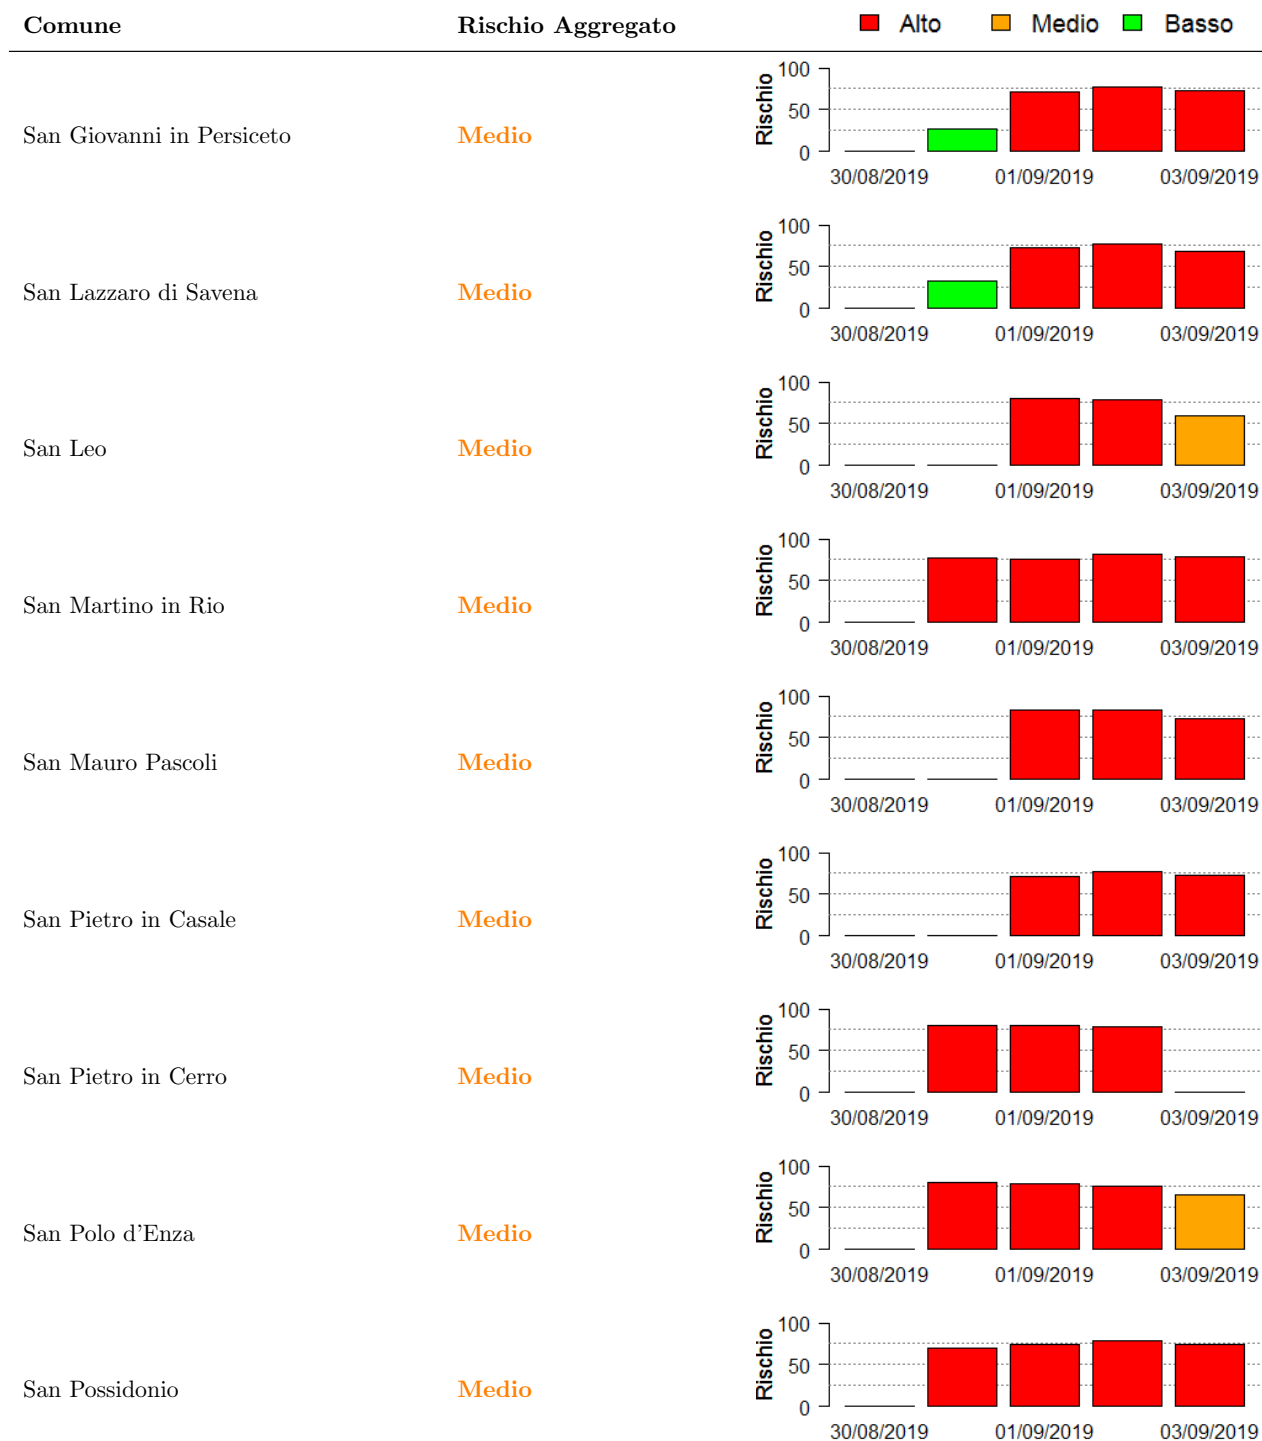 Comune Rischio Aggregato Alto Medio Basso
100
50
0
Rischio
San Giovanni in Persiceto Medio
30/08/2019 01/09/2019 03/09/2019
100
50
0
Rischio
San Lazzaro di Savena Medio
30/08/2019 01/09/2019 03/09/2019
100
50
0
Rischio
San Leo Medio
30/08/2019 01/09/2019 03/09/2019
100
50
0
Rischio
San Martino in Rio Medio
30/08/2019 01/09/2019 03/09/2019
100
50
0
Rischio
San Mauro Pascoli Medio
30/08/2019 01/09/2019 03/09/2019
100
50
0
Rischio
San Pietro in Casale Medio
30/08/2019 01/09/2019 03/09/2019
100
50
0
Rischio
San Pietro in Cerro Medio
30/08/2019 01/09/2019 03/09/2019
100
50
0
Rischio
San Polo d'Enza Medio
30/08/2019 01/09/2019 03/09/2019
100
50
0
Rischio
San Possidonio Medio
30/08/2019 01/09/2019 03/09/2019